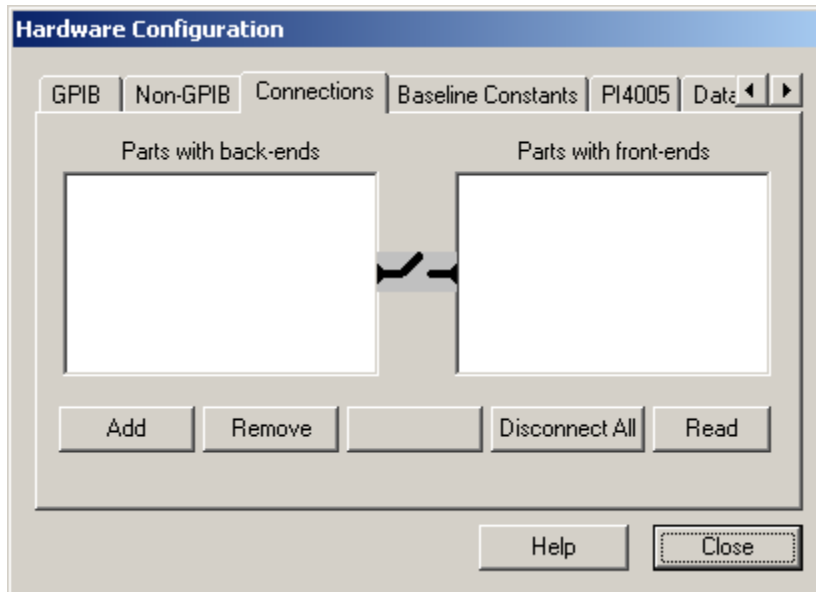 Hardware Configuration
GPIB Non-GPIB Connections Baseline Constants PI4005 Data
Parts with back-ends Parts with front-ends
Add Remove Disconnect All Read
Help Close